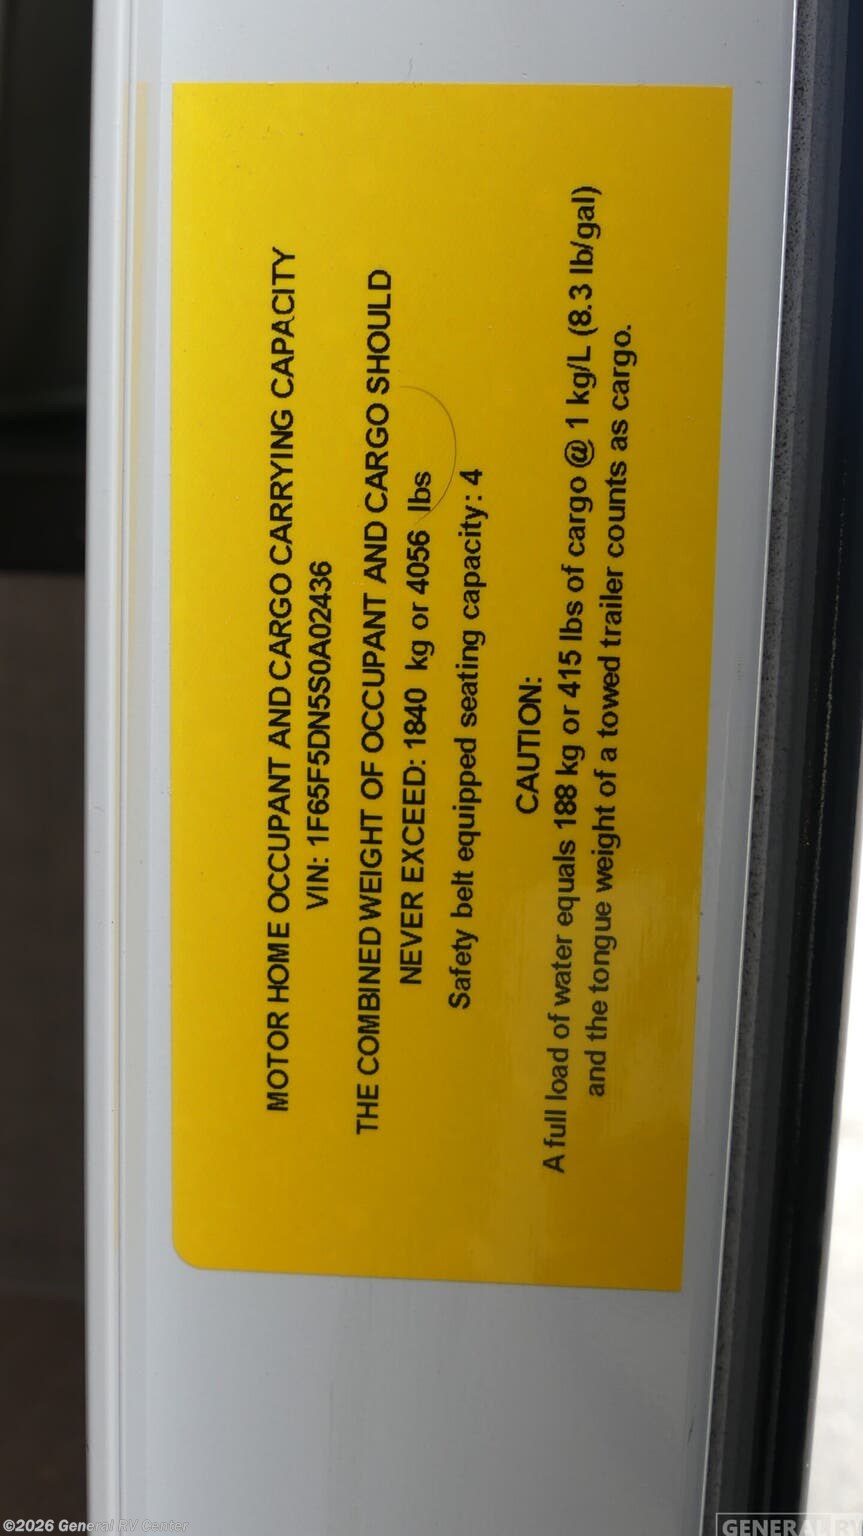 MOTOR HOME OCCUPANT AND CARGO CARRYING CAPACITY
VIN: 1F65F5DN5S0A02436
THE COMBINED WEIGHT OF OCCUPANT AND CARGO SHOULD
NEVER EXCEED: 1840 kg or 4056 lbs
Safety belt equipped seating capacity: 4
CAUTION:
A full load of water equals 188 kg or 415 lbs of cargo @ 1 kg/L (8.3 lb/gal)
and the tongue weight of a towed trailer counts as cargo.
©2026 General RV Center
GENERAL RV